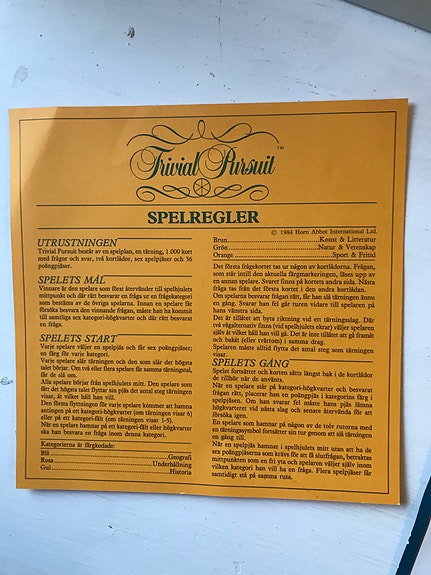 Trivial Pursuit™
SPELREGLER
UTRUSTNINGEN
Trivial Pursuit består av en spelplan, en tärning, 1.000 kort
med frågor och svar, två kortlådor, sex spelpjäser och 36
poängpjäser.
SPELETS MÅL
Vinnare är den spelare som först återvänder till spelhjulets
mittpunkt och där rätt besvarar en fråga ur en frågekategori
som bestäms av de övriga spelarna. Innan en spelare får
försöka besvara den vinnande frågan, måste han ha kommit
till samtliga sex kategori-högkvarter och där rätt besvarat
en fråga.
SPELETS START
Varje spelare väljer en spelpjäs och får sex poängpjäser;
en färg för varje kategori.
Varje spelare slår tärningen och den som slår det högsta
talet börjar. Om två eller flera spelare får samma tärningstal,
får de slå om.
Alla spelare börjar från spelhjulets mitt. Den spelare som
fått det högsta talet flyttar sin pjäs det antal steg tärningen
visar, åt vilket håll han vill.
Den första flyttningen för varje spelare kommer att hamna
antingen på ett kategori-högkvarter (om tärningen visar 6)
eller på ett kategori-fält (om tärningen visar 1-5).
När en spelare hamnar på ett kategori-fält eller högkvarter
ska han besvara en fråga inom denna kategori.
Kategorierna är färgkodade:
Blå Geografi
Rosa Underhållning
Gul Historia
© 1984 Horn Abbot International Ltd.
Brun Konst & Litteratur
Grön Natur & Vetenskap
Orange Sport & Fritid
Det första frågekortet tas ur någon av kortlådorna. Frågan,
som står intill den aktuella färgmarkeringen, läses upp av
en annan spelare. Svaret finns på kortets andra sida. Nästa
fråga tas från det första kortet i den andra kortlådan.
Om spelarna besvarar frågan rätt, får han slå tärningen ännu
en gång. Svarar han fel går turen vidare till spelaren på
hans vänstra sida.
Det är tillåtet att byta riktning vid ett tärningsslag. Där
två vägalternativ finns (vid spelhjulets ekrar) väljer spelaren
själv åt vilket håll han vill gå. Det är inte tillåtet att gå framåt
och bakåt (eller tvärtom) i samma drag.
Spelaren måste alltid flytta det antal steg som tärningen
visar.
SPELETS GÅNG
Spelet fortsätter och korten sätts längst bak i de kortlådor
de tillhör när de använts.
När en spelare står på kategori-högkvarter och besvarat
frågan rätt, placerar han en poängpjäs i kategorins färg i
spelpjäsen. Om han svarar fel måste hans pjäs lämna
högkvarteret vid nästa slag och senare återvända för att
försöka igen.
En spelare som hamnar på någon av de tolv rutorna med
en tärningssymbol fortsätter sin tur genom att slå tärningen
en gång till.
När en pjäs hamnar i spelhjulets mitt utan att ha de
sex poängpjäserna som krävs för att få slutfrågan, betraktas
mittpunkten som en fri yta och spelaren väljer själv inom
vilken kategori han vill ha en fråga. Flera spelpjäser får
samtidigt stå på samma ruta.